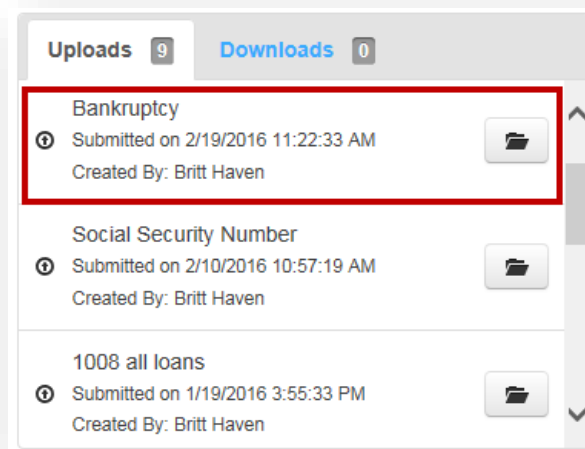 Uploads 9 Downloads 0
Bankruptcy
Submitted on 2/19/2016 11:22:33 AM
Created By: Britt Haven
Social Security Number
Submitted on 2/10/2016 10:57:19 AM
Created By: Britt Haven
1008 all loans
Submitted on 1/19/2016 3:55:33 PM
Created By: Britt Haven